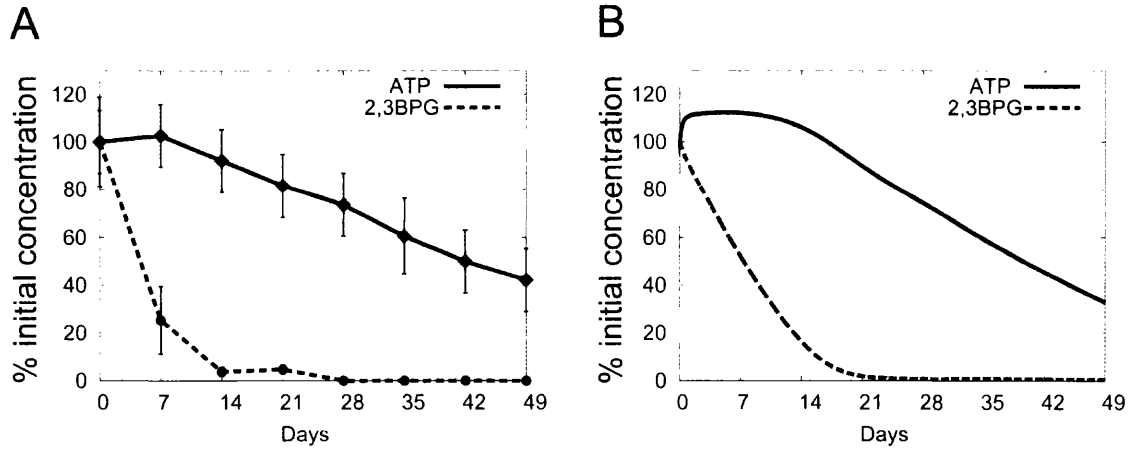 A
% initial concentration
120
100
80
60
40
20
0
ATP
2,3BPG
0 7 14 21 28 35 42 49
Days
B
% initial concentration
120
100
80
60
40
20
0
ATP
2,3BPG
0 7 14 21 28 35 42 49
Days